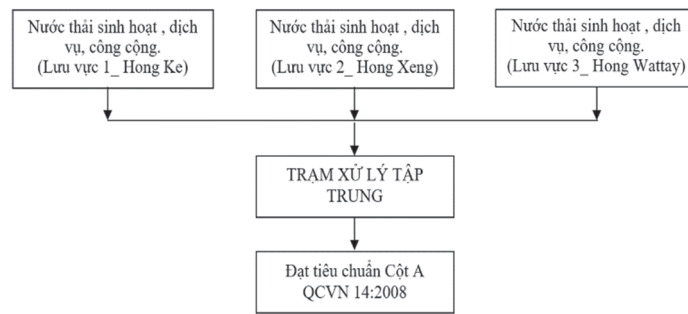 Nước thải sinh hoạt , dịch
vụ, công cộng.
(Lưu vực 1_ Hong Ke)
Nước thải sinh hoạt , dịch
vụ, công cộng.
(Lưu vực 2_ Hong Xeng)
Nước thải sinh hoạt , dịch
vụ, công cộng.
(Lưu vực 3_ Hong Wattay)
TRẠM XỬ LÝ TẬP
TRUNG
Đạt tiêu chuẩn Cột A
QCVN 14:2008